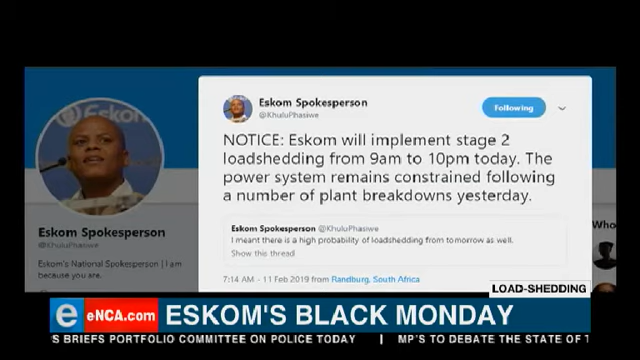 Eskom
Eskom Spokesperson
@KhuluPhasiwe
Following
NOTICE: Eskom will implement stage 2
loadshedding from 9am to 10pm today. The
power system remains constrained following
a number of plant breakdowns yesterday.
Eskom Spokesperson @KhuluPhasiwe
I meant there is a high probability of loadshedding from tomorrow as well.
Show this thread
7:14 AM - 11 Feb 2019 from Randburg, South Africa
Eskom Spokesperson
@KhuluPhasiwe
Eskom's National Spokesperson | I am
because you are.
Who
LOAD-SHEDDING
e eNCA.com ESKOM'S BLACK MONDAY
S BRIEFS PORTFOLIO COMMITTEE ON POLICE TODAY | MP'S TO DEBATE THE STATE OF